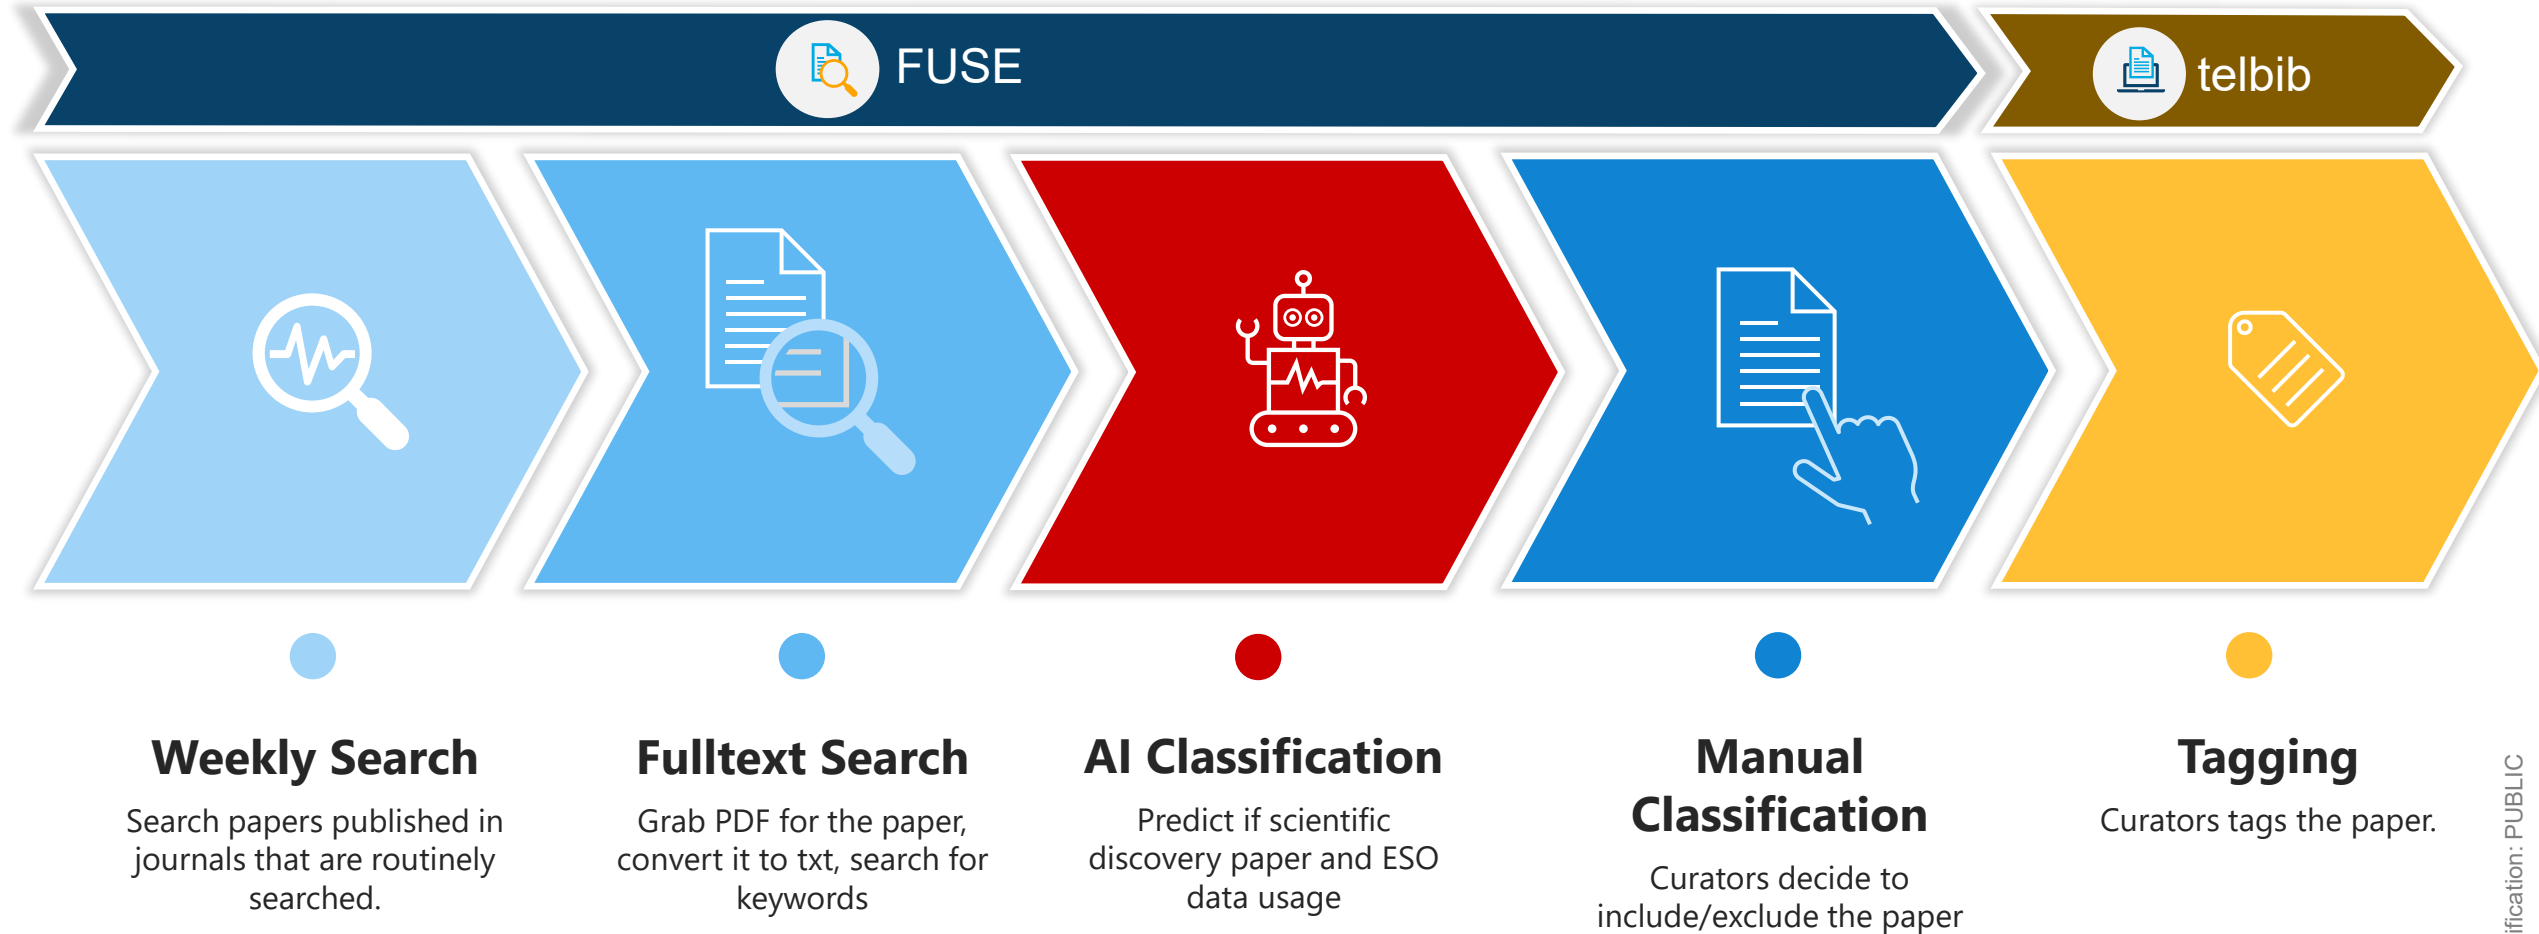 FUSE
telbib
Weekly Search
Search papers published in
journals that are routinely
searched.
Fulltext Search
Grab PDF for the paper,
convert it to txt, search for
keywords
AI Classification
Predict if scientific
discovery paper and ESO
data usage
Manual
Classification
Curators decide to
include/exclude the paper
Tagging
Curators tags the paper.
ification: PUBLIC